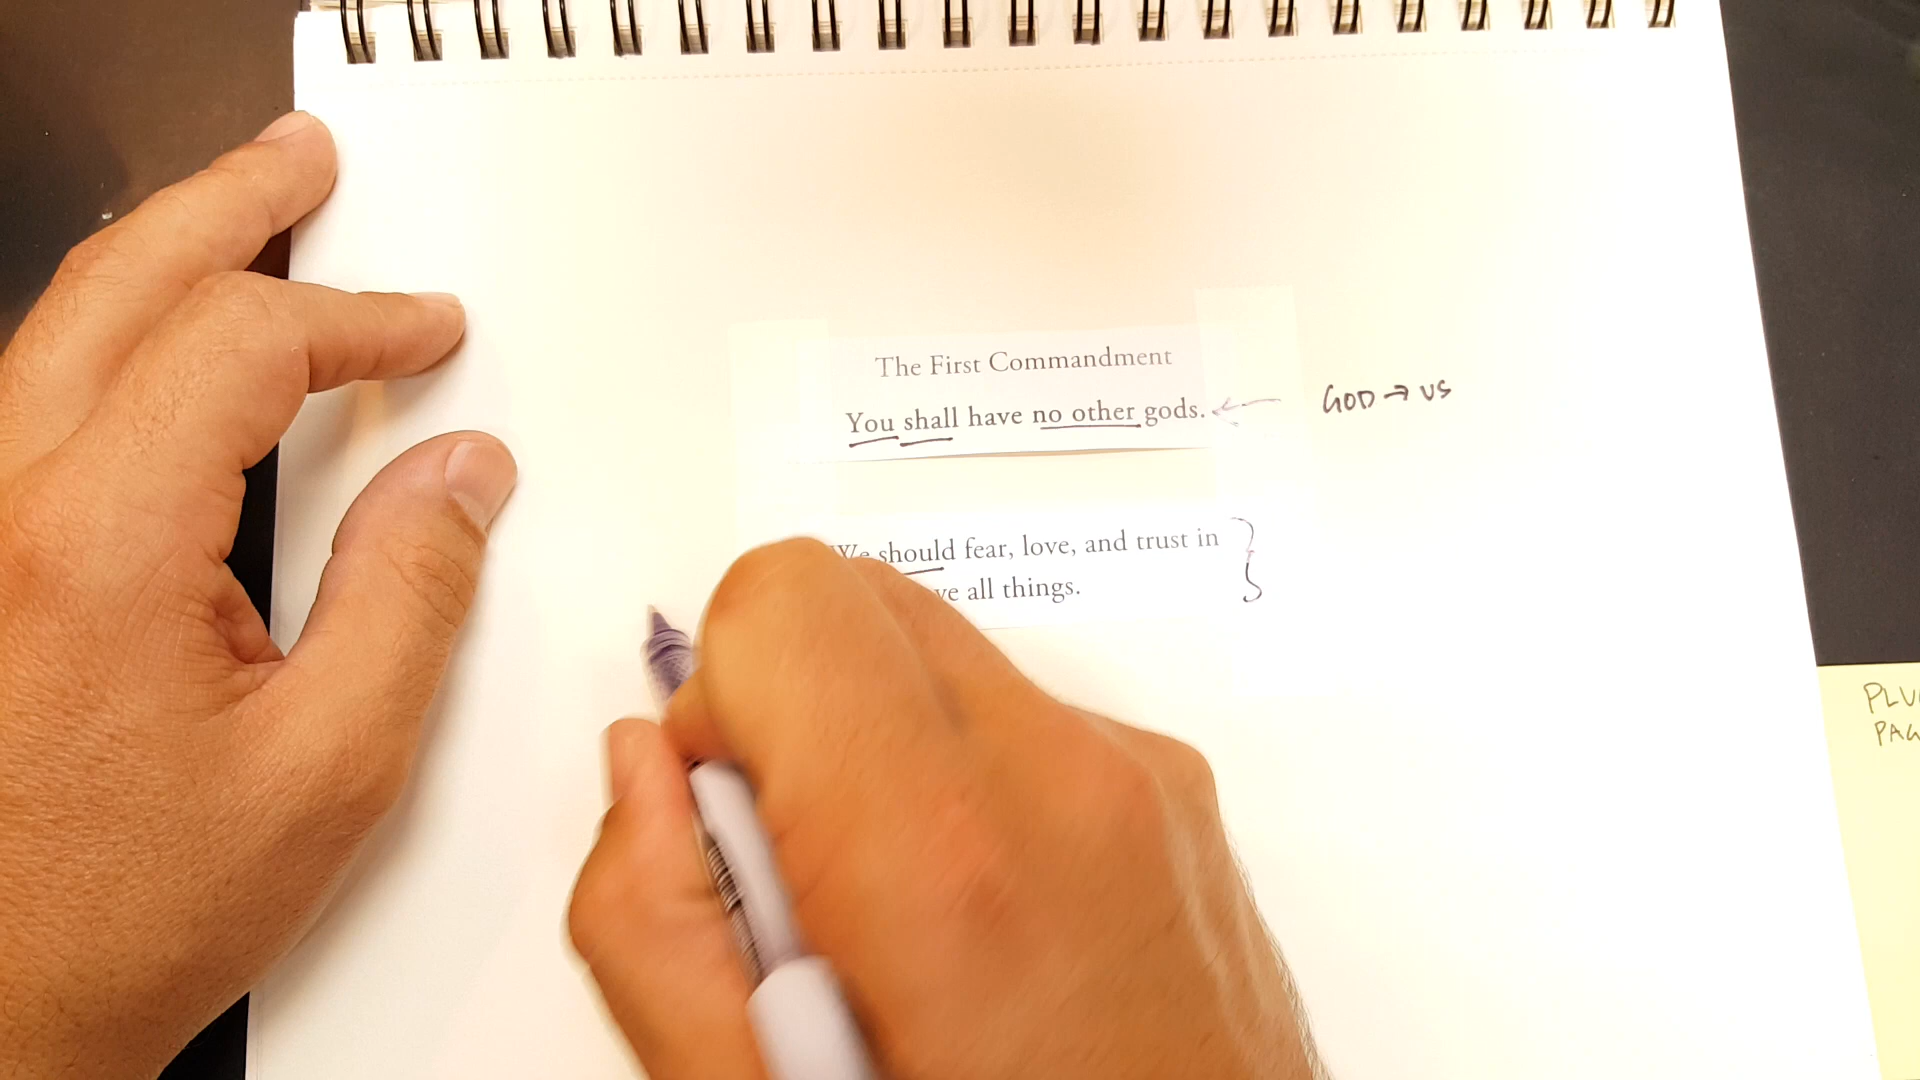 The First Commandment
You shall have no other gods.
GOD → US
We should fear, love, and trust in
all things.